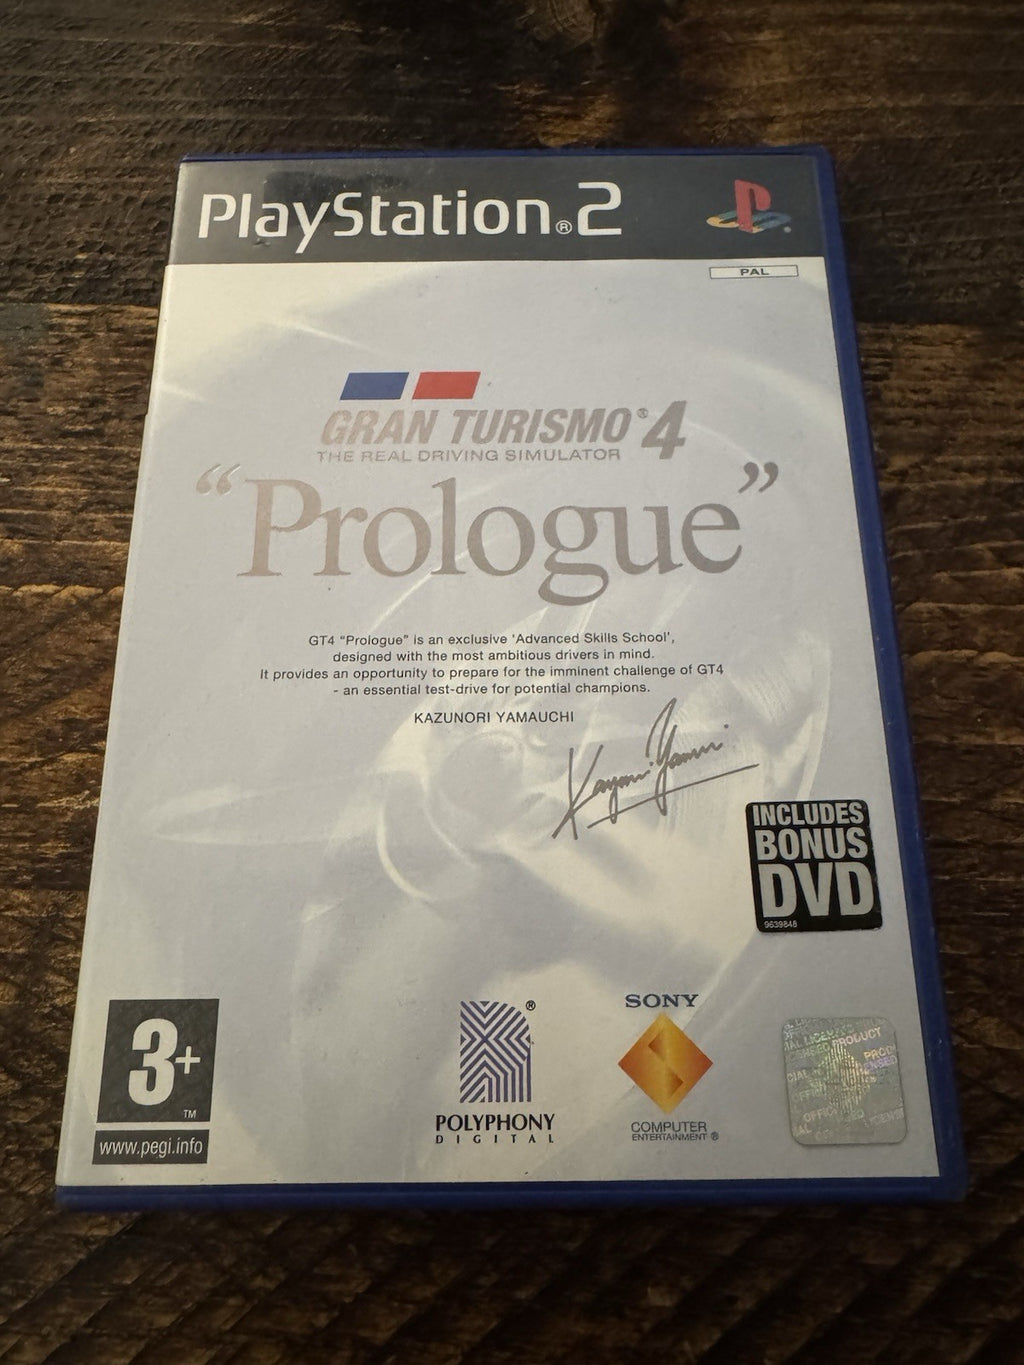 PlayStation®2
PAL
GRAN TURISMO®4
THE REAL DRIVING SIMULATOR
"Prologue"
GT4 "Prologue" is an exclusive 'Advanced Skills School',
designed with the most ambitious drivers in mind.
It provides an opportunity to prepare for the imminent challenge of GT4
- an essential test-drive for potential champions.
KAZUNORI YAMAUCHI
INCLUDES
BONUS
DVD
9639848
3+
TM
www.pegi.info
®
POLYPHONY
DIGITAL
SONY
COMPUTER
ENTERTAINMENT®
PRODUCT